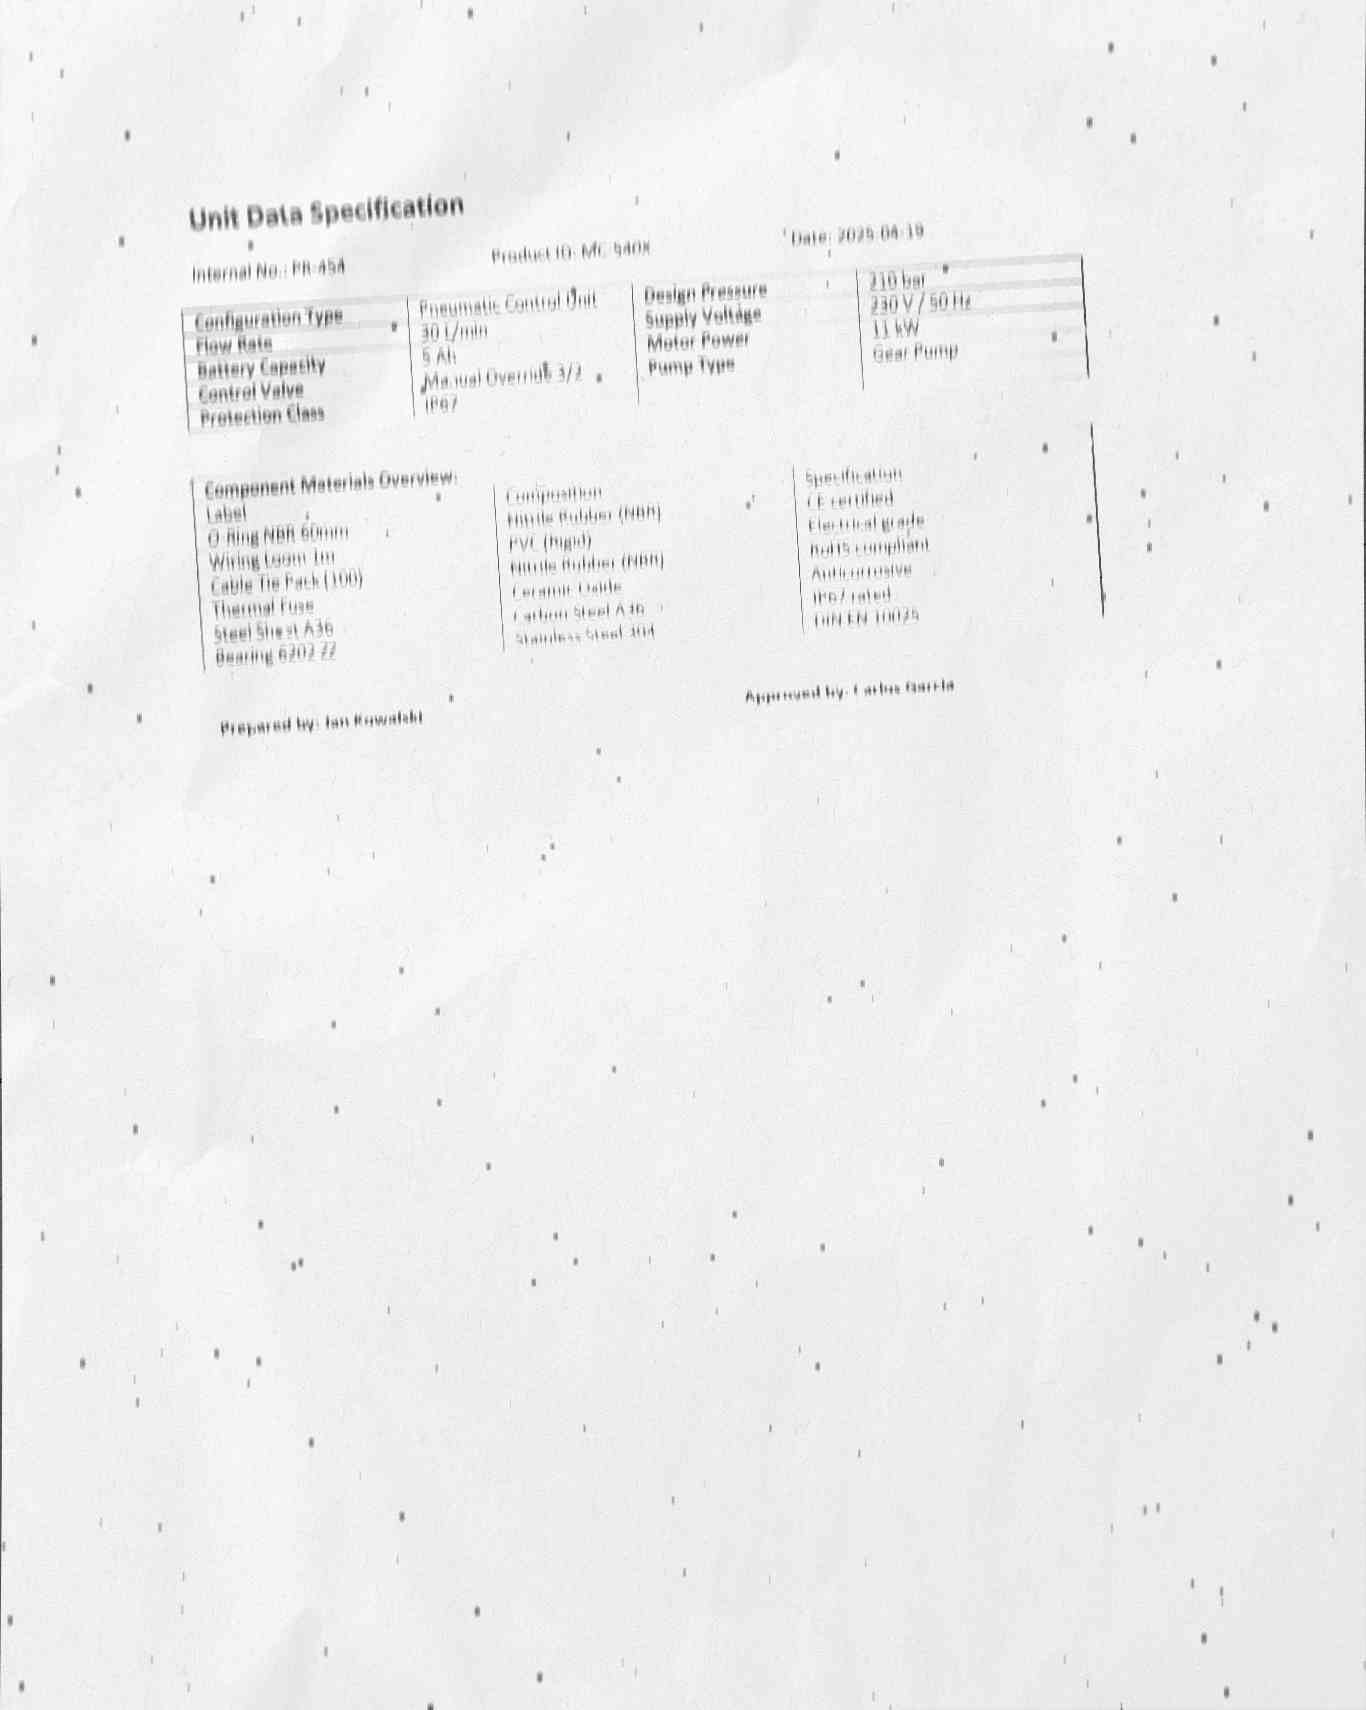 Unit Data Specification
Internal No.: PR-454 Product ID: MC-540X Date: 2025-04-19
Configuration Type Pneumatic Control Unit Design Pressure 210 bar
Flow Rate 30 L/min Supply Voltage 230 V / 50 Hz
Battery Capacity 5 Ah Motor Power 11 kW
Control Valve Manual Override 3/2 Pump Type Gear Pump
Protection Class IP67
Component Materials Overview:
Label Composition Specification
O-Ring NBR 60mm Nitrile Rubber (NBR) CE certified
Wiring Loom 1m PVC (Rigid) Electrical grade
Cable Tie Pack (100) Nitrile Rubber (NBR) RoHS compliant
Thermal Fuse Ceramic Oxide Anticorrosive
Steel Sheet A36 Carbon Steel A36 IP67 rated
Bearing 6202 ZZ Stainless Steel 304 DIN EN 10025
Prepared by: Jan Kowalski Approved by: Carlos Garcia